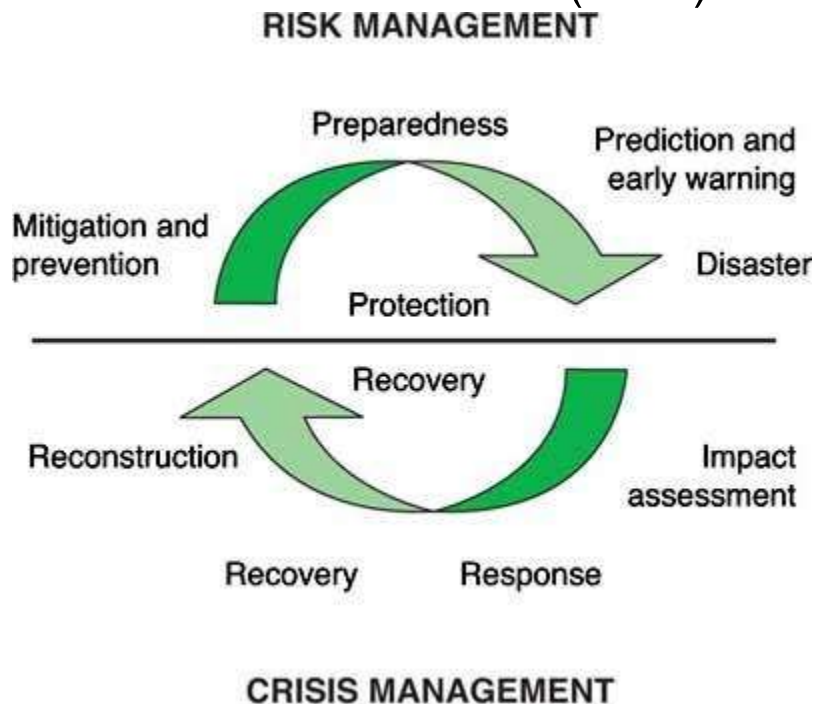 RISK MANAGEMENT
Preparedness
Prediction and
early warning
Mitigation and
prevention
Disaster
Protection
Recovery
Reconstruction
Impact
assessment
Recovery
Response
CRISIS MANAGEMENT